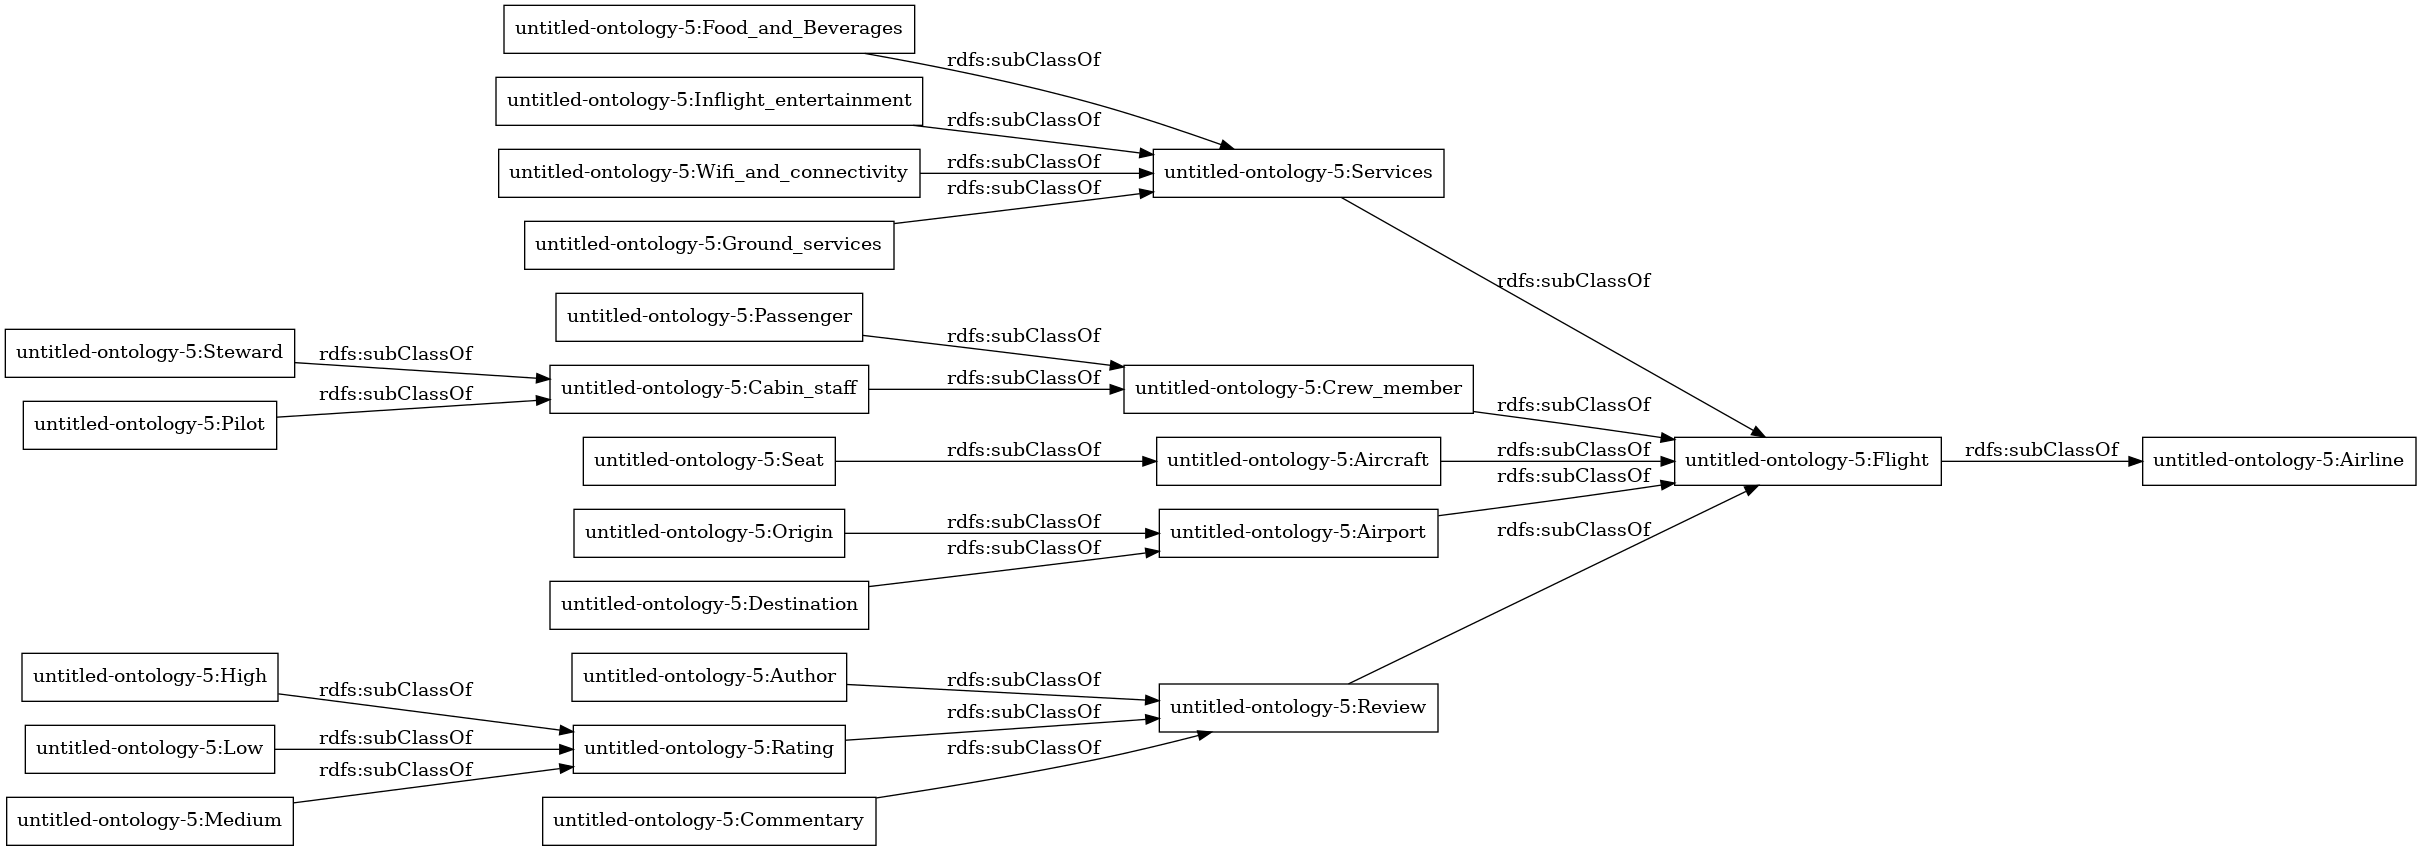 untitled-ontology-5:Food_and_Beverages
rdfs:subClassOf
untitled-ontology-5:Inflight_entertainment
rdfs:subClassOf
untitled-ontology-5:Wifi_and_connectivity
rdfs:subClassOf
untitled-ontology-5:Services
rdfs:subClassOf
untitled-ontology-5:Ground_services
rdfs:subClassOf
untitled-ontology-5:Passenger
rdfs:subClassOf
untitled-ontology-5:Steward
rdfs:subClassOf
untitled-ontology-5:Cabin_staff
rdfs:subClassOf
untitled-ontology-5:Crew_member
rdfs:subClassOf
rdfs:subClassOf
untitled-ontology-5:Pilot
untitled-ontology-5:Seat
rdfs:subClassOf
untitled-ontology-5:Aircraft
rdfs:subClassOf
untitled-ontology-5:Flight
rdfs:subClassOf
untitled-ontology-5:Airline
rdfs:subClassOf
untitled-ontology-5:Origin
rdfs:subClassOf
untitled-ontology-5:Airport
rdfs:subClassOf
rdfs:subClassOf
untitled-ontology-5:Destination
untitled-ontology-5:High
rdfs:subClassOf
untitled-ontology-5:Author
rdfs:subClassOf
untitled-ontology-5:Review
rdfs:subClassOf
untitled-ontology-5:Low
rdfs:subClassOf
untitled-ontology-5:Rating
rdfs:subClassOf
rdfs:subClassOf
untitled-ontology-5:Medium
untitled-ontology-5:Commentary